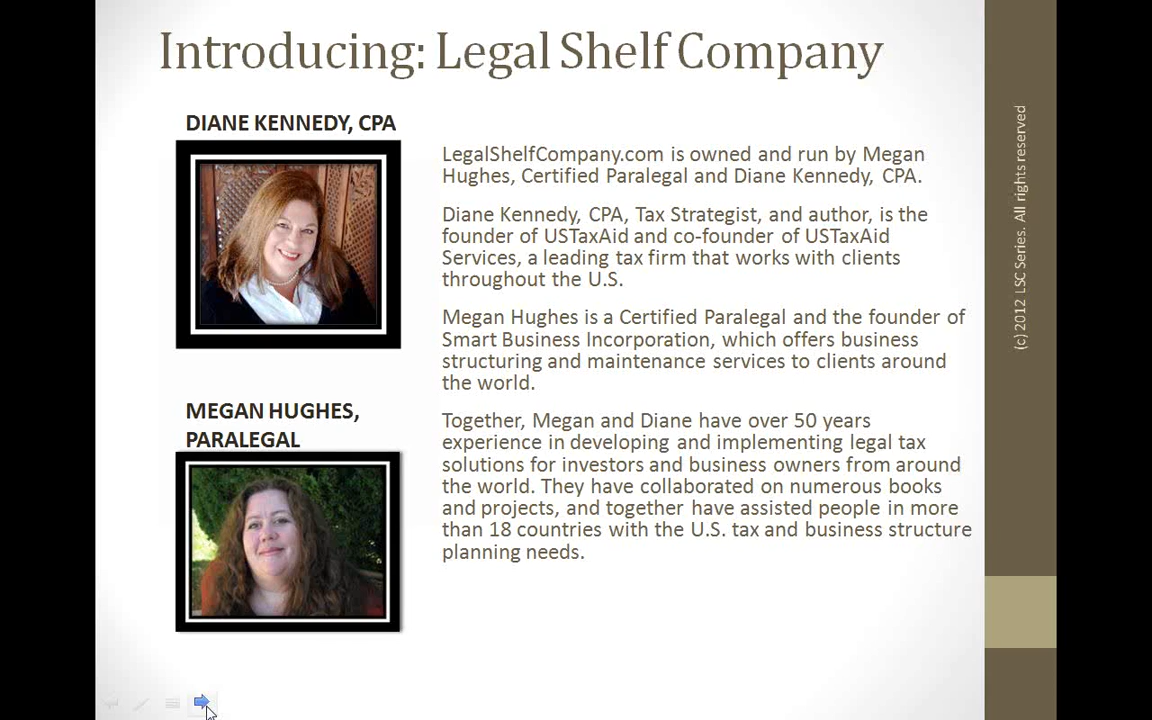 Introducing: Legal Shelf Company
DIANE KENNEDY, CPA
LegalShelfCompany.com is owned and run by Megan
Hughes, Certified Paralegal and Diane Kennedy, CPA.
Diane Kennedy, CPA, Tax Strategist, and author, is the
founder of USTaxAid and co-founder of USTaxAid
Services, a leading tax firm that works with clients
throughout the U.S.
Megan Hughes is a Certified Paralegal and the founder of
Smart Business Incorporation, which offers business
structuring and maintenance services to clients around
the world.
MEGAN HUGHES,
PARALEGAL
Together, Megan and Diane have over 50 years
experience in developing and implementing legal tax
solutions for investors and business owners from around
the world. They have collaborated on numerous books
and projects, and together have assisted people in more
than 18 countries with the U.S. tax and business structure
planning needs.
(c) 2012 LSC Series. All rights reserved